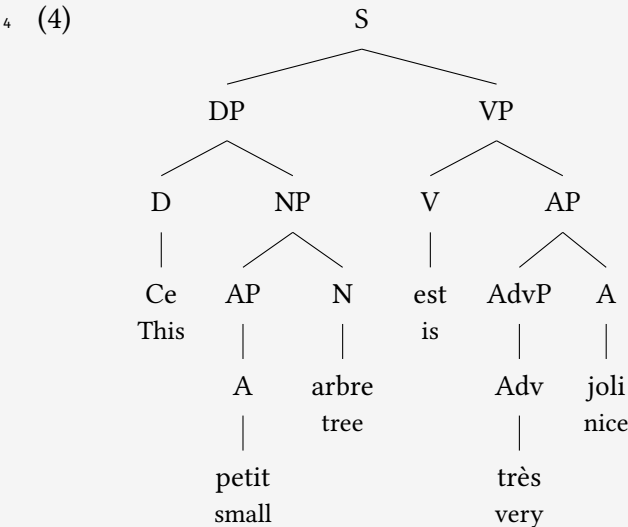 4 (4) S
DP VP
D NP V AP
Ce AP N est AdvP A
This is
A arbre Adv joli
tree nice
petit très
small very